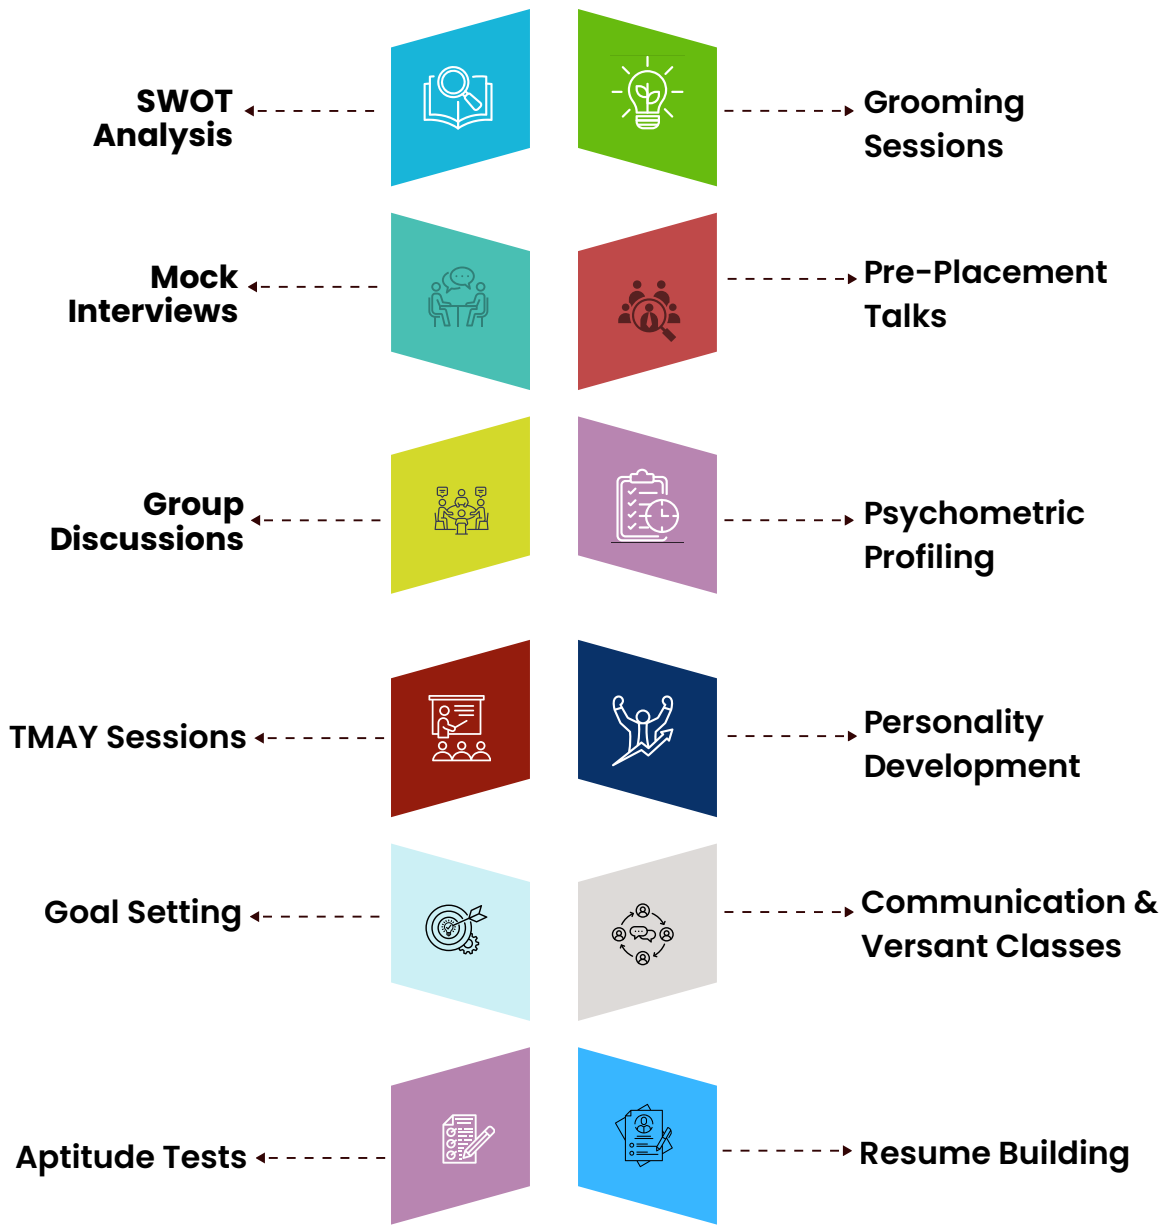 SWOT
Analysis
Grooming
Sessions
Mock
Interviews
Pre-Placement
Talks
Group
Discussions
Psychometric
Profiling
TMAY Sessions
Personality
Development
Goal Setting
Communication &
Versant Classes
Aptitude Tests
Resume Building